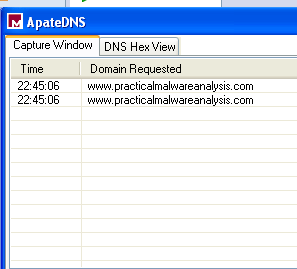 ApateDNS
Capture Window DNS Hex View
Time Domain Requested
22:45:06 www.practicalmalwareanalysis.com
22:45:06 www.practicalmalwareanalysis.com